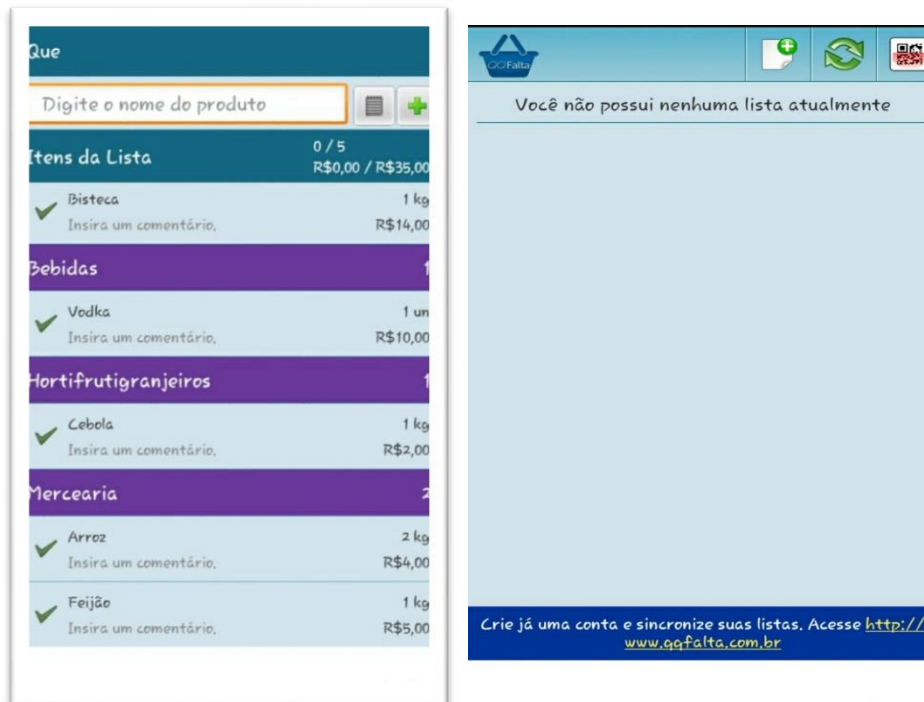 Que
Digite o nome do produto
Itens da Lista
0 / 5
R$0,00 / R$35,00
Bisteca 1 kg
Insira um comentário. R$14,00
Bebidas 1
Vodka 1 un
Insira um comentário. R$10,00
Hortifrutigranjeiros 1
Cebola 1 kg
Insira um comentário. R$2,00
Mercearia 2
Arroz 2 kg
Insira um comentário. R$4,00
Feijão 1 kg
Insira um comentário. R$5,00
QQFalta
Você não possui nenhuma lista atualmente
Crie já uma conta e sincronize suas listas. Acesse http://
www.qqfalta.com.br